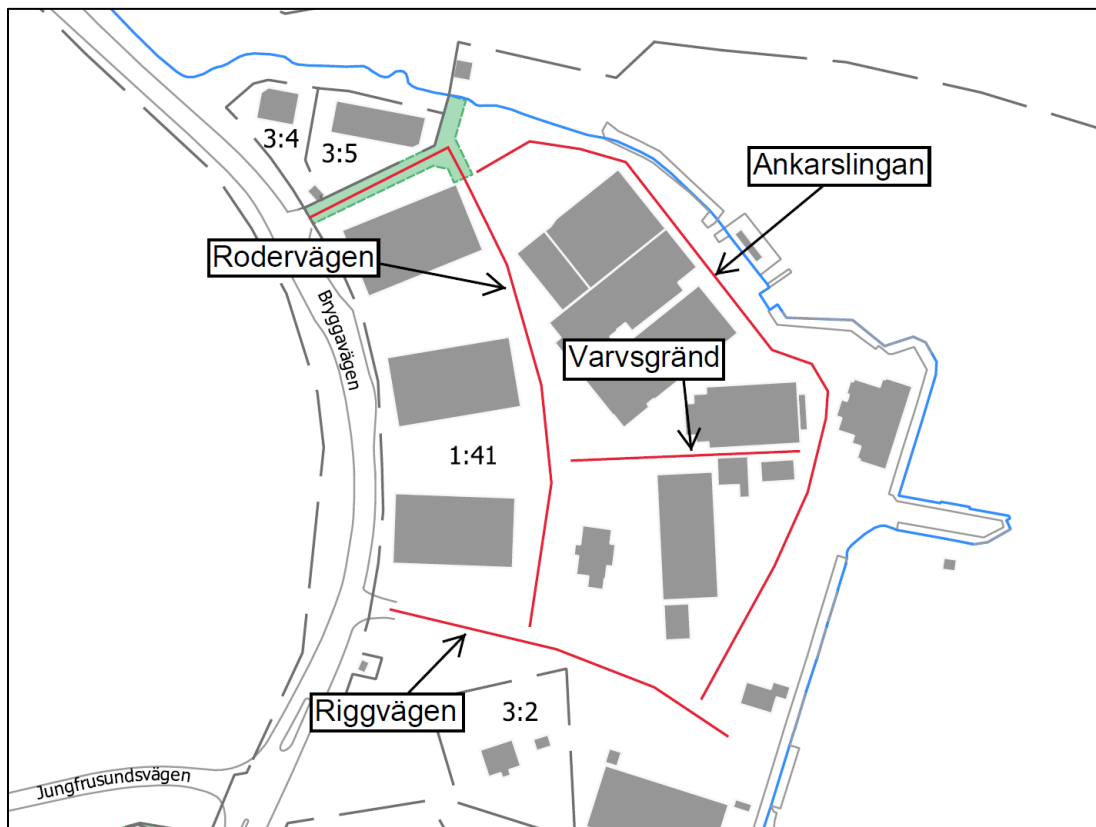 3:4
3:5
Ankarslingan
Rodervägen
Bryggavägen
Varvsgränd
1:41
Riggvägen
3:2
Jungfrusundsvägen